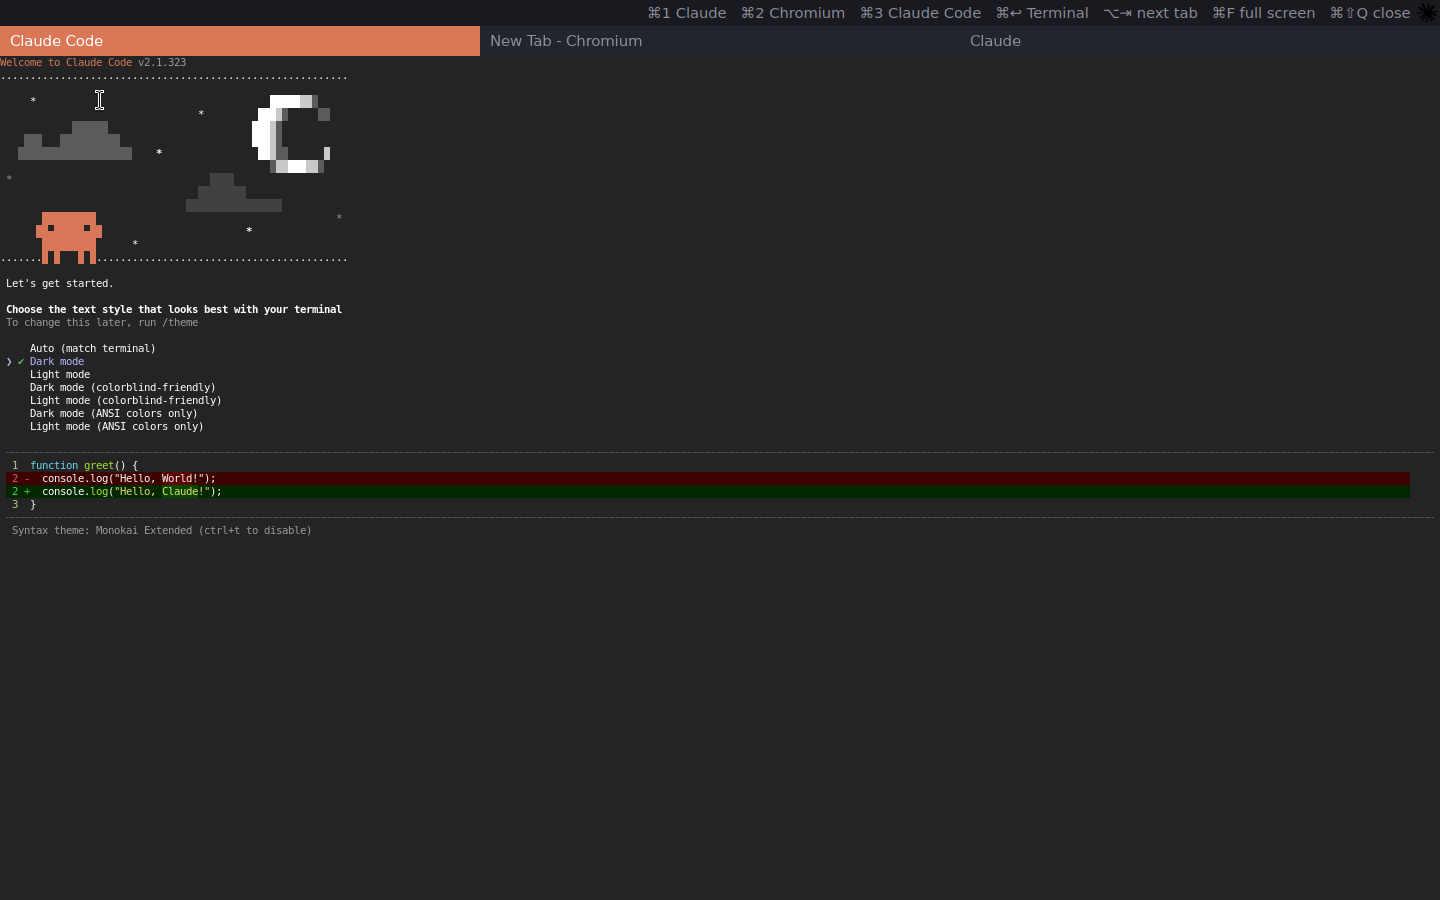 ⌘1 Claude ⌘2 Chromium ⌘3 Claude Code ⌘↩ Terminal ⌥⇥ next tab ⌘F full screen ⌘⇧Q close
Claude Code New Tab - Chromium Claude
Welcome to Claude Code v2.1.323
Let's get started.
Choose the text style that looks best with your terminal
To change this later, run /theme
Auto (match terminal)
❯ ✔ Dark mode
Light mode
Dark mode (colorblind-friendly)
Light mode (colorblind-friendly)
Dark mode (ANSI colors only)
Light mode (ANSI colors only)
1 function greet() {
2 - console.log("Hello, World!");
2 + console.log("Hello, Claude!");
3 }
Syntax theme: Monokai Extended (ctrl+t to disable)